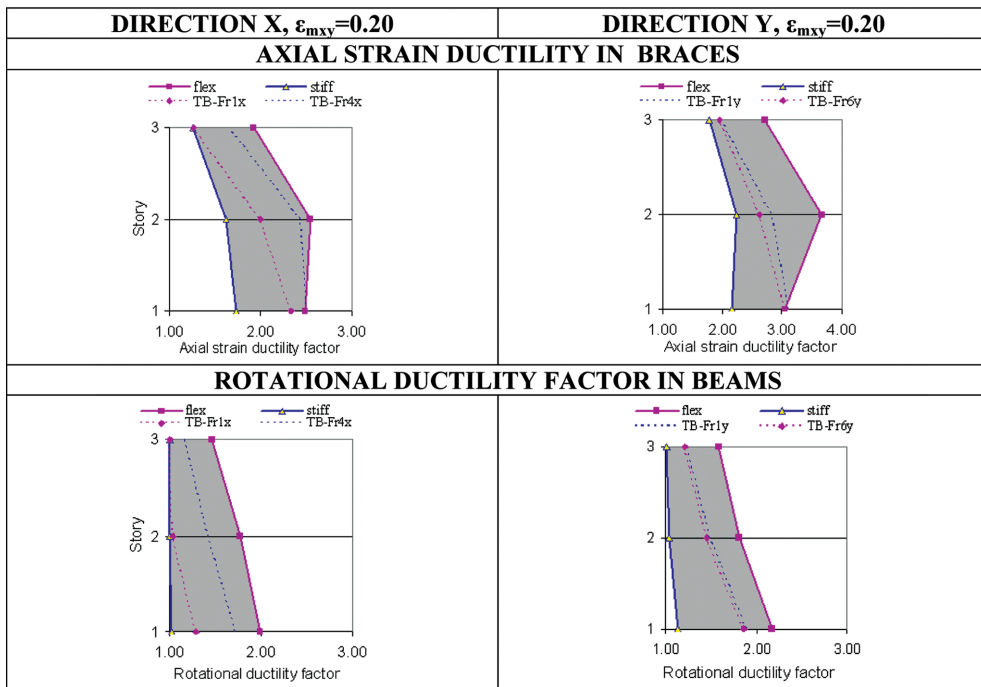 DIRECTION X, εmxy=0.20
DIRECTION Y, εmxy=0.20
AXIAL STRAIN DUCTILITY IN BRACES
flex
stiff
TB-Fr1x
TB-Fr4x
3
2
1
Story
1.00 2.00 3.00
Axial strain ductility factor
flex
stiff
TB-Fr1y
TB-Fr6y
3
2
1
1.00 2.00 3.00 4.00
Axial strain ductility factor
ROTATIONAL DUCTILITY FACTOR IN BEAMS
flex
stiff
TB-Fr1x
TB-Fr4x
3
2
1
Story
1.00 2.00 3.00
Rotational ductility factor
flex
stiff
TB-Fr1y
TB-Fr6y
3
2
1
1.00 2.00 3.00
Rotational ductility factor